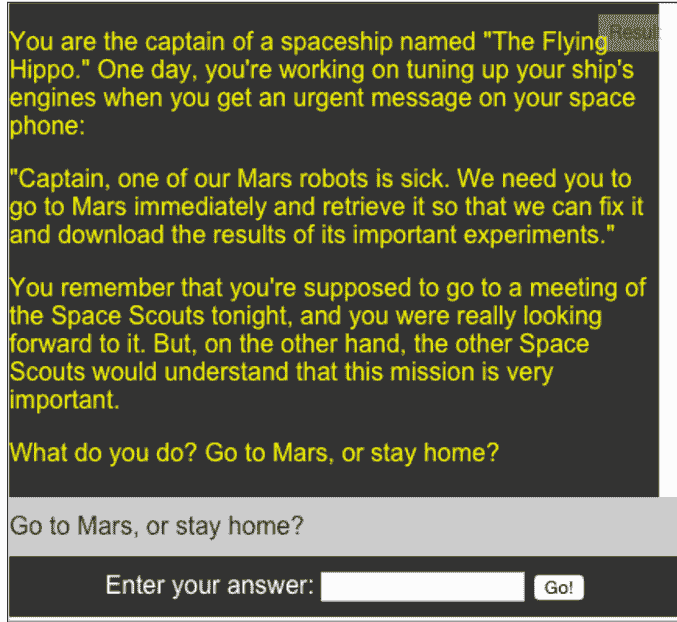 Result
You are the captain of a spaceship named "The Flying
Hippo." One day, you're working on tuning up your ship's
engines when you get an urgent message on your space
phone:
"Captain, one of our Mars robots is sick. We need you to
go to Mars immediately and retrieve it so that we can fix it
and download the results of its important experiments."
You remember that you're supposed to go to a meeting of
the Space Scouts tonight, and you were really looking
forward to it. But, on the other hand, the other Space
Scouts would understand that this mission is very
important.
What do you do? Go to Mars, or stay home?
Go to Mars, or stay home?
Enter your answer:
Go!